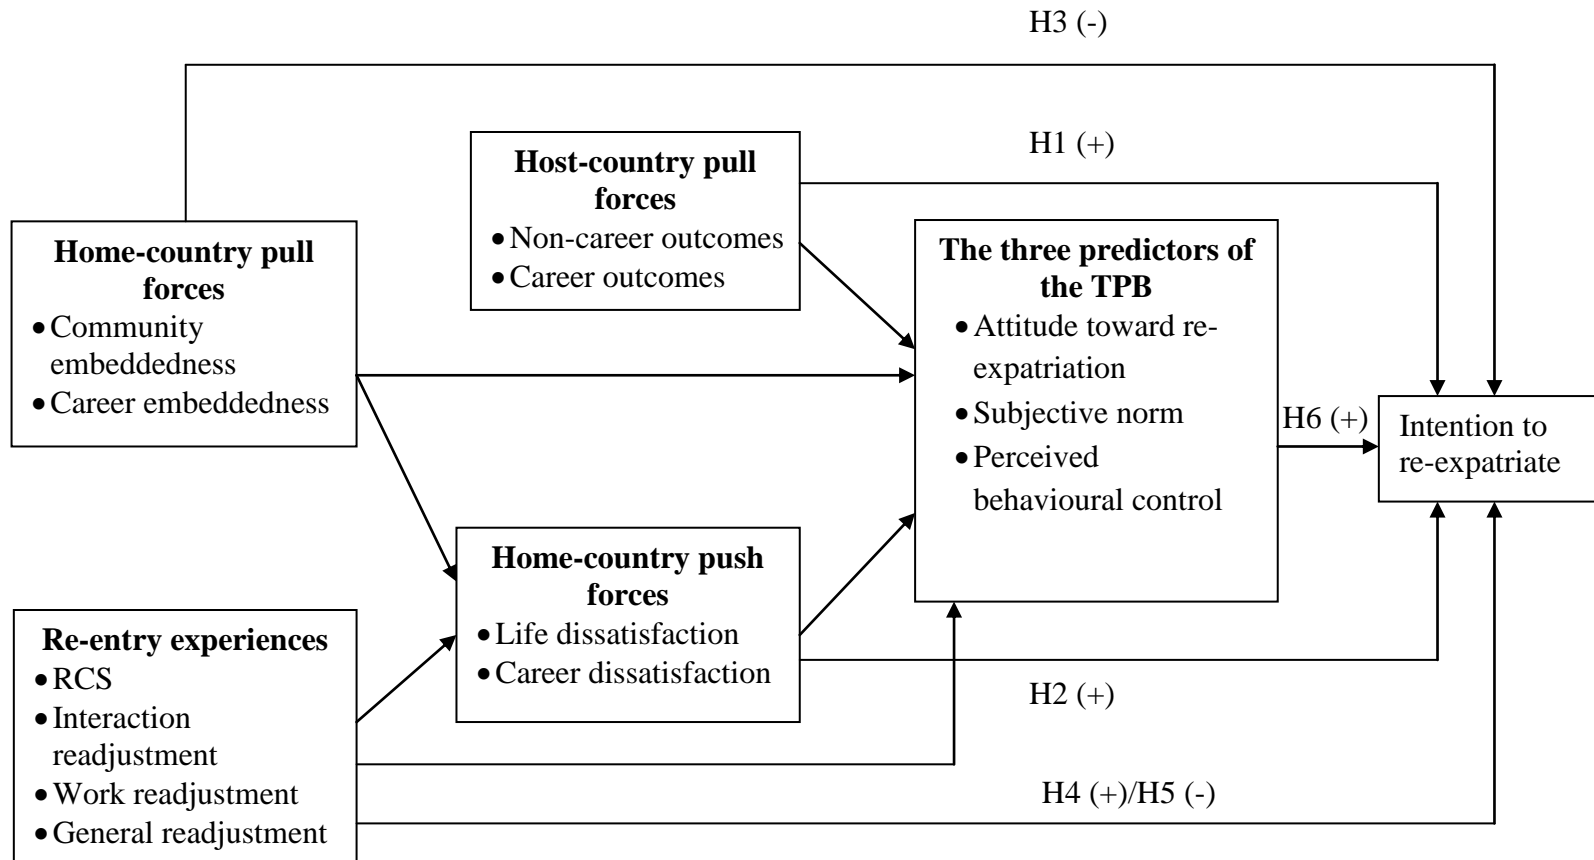 H3 (-)
H1 (+)
Host-country pull
forces
• Non-career outcomes
• Career outcomes
Home-country pull
forces
• Community
embeddedness
• Career embeddedness
The three predictors of
the TPB
• Attitude toward re-
expatriation
• Subjective norm
• Perceived
behavioural control
H6 (+)
Intention to
re-expatriate
Home-country push
forces
• Life dissatisfaction
• Career dissatisfaction
Re-entry experiences
• RCS
• Interaction
readjustment
• Work readjustment
• General readjustment
H2 (+)
H4 (+)/H5 (-)